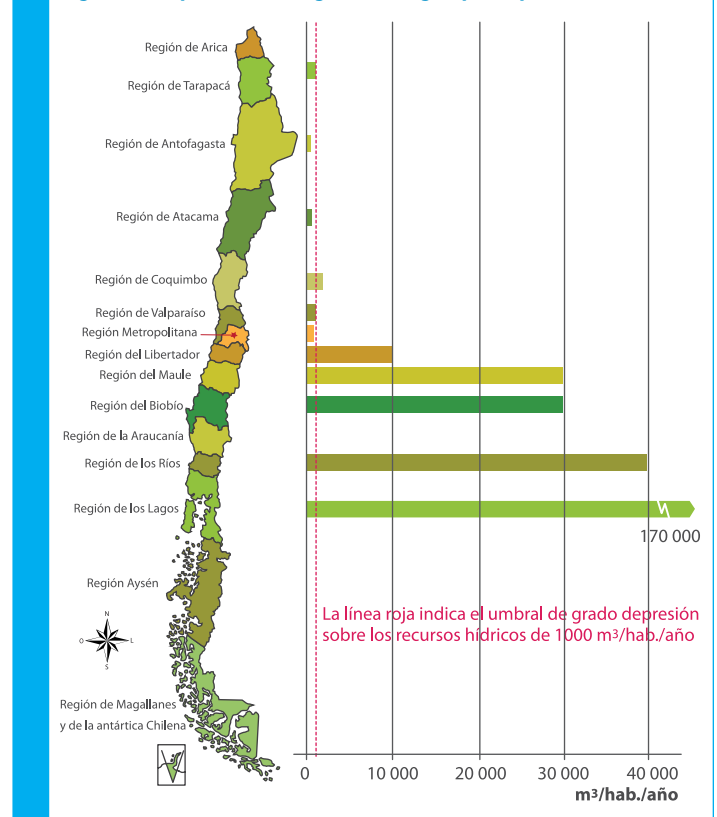 Región de Arica
Región de Tarapacá
Región de Antofagasta
Región de Atacama
Región de Coquimbo
Región de Valparaíso
Región Metropolitana
Región del Libertador
Región del Maule
Región del Biobío
Región de la Araucanía
Región de los Ríos
Región de los Lagos
170 000
Región Aysén
La línea roja indica el umbral de grado depresión
sobre los recursos hídricos de 1000 m3/hab./año
N
O L
S
Región de Magallanes
y de la antártica Chilena
0 10 000 20 000 30 000 40 000
m3/hab./año